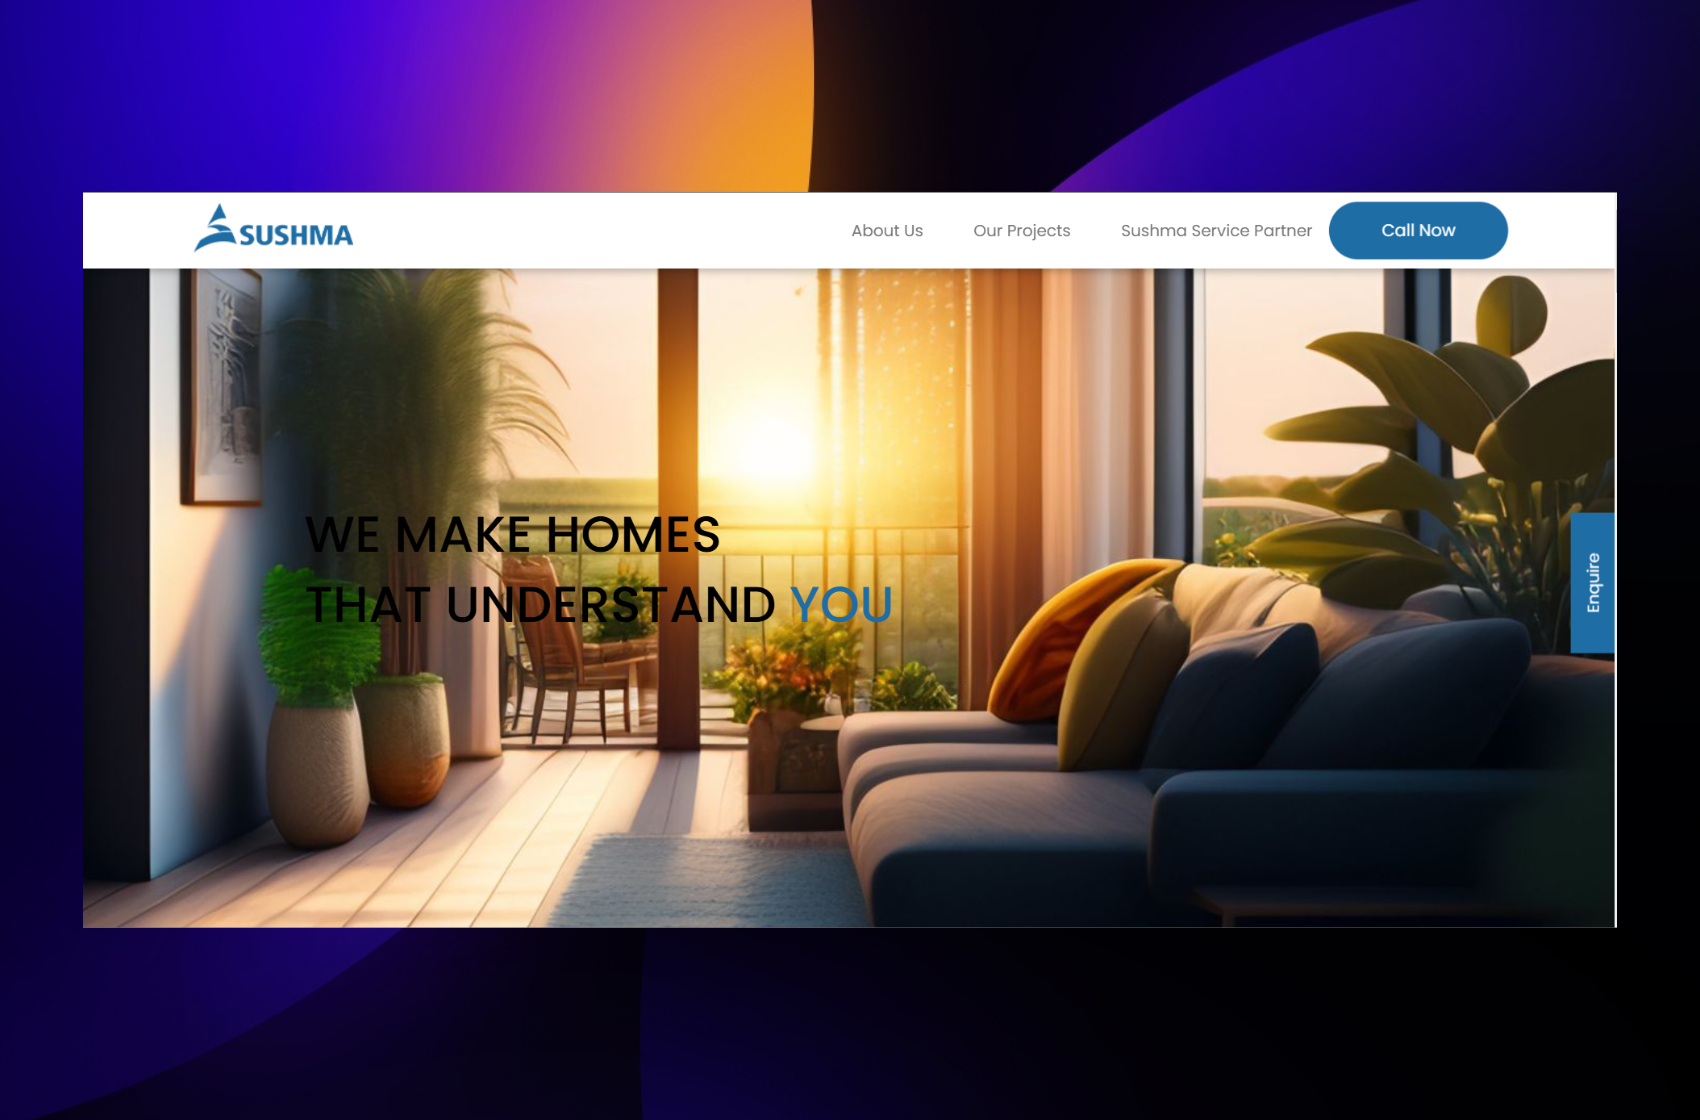 SUSHMA
About Us
Our Projects
Sushma Service Partner
Call Now
WE MAKE HOMES
THAT UNDERSTAND YOU
Enquire